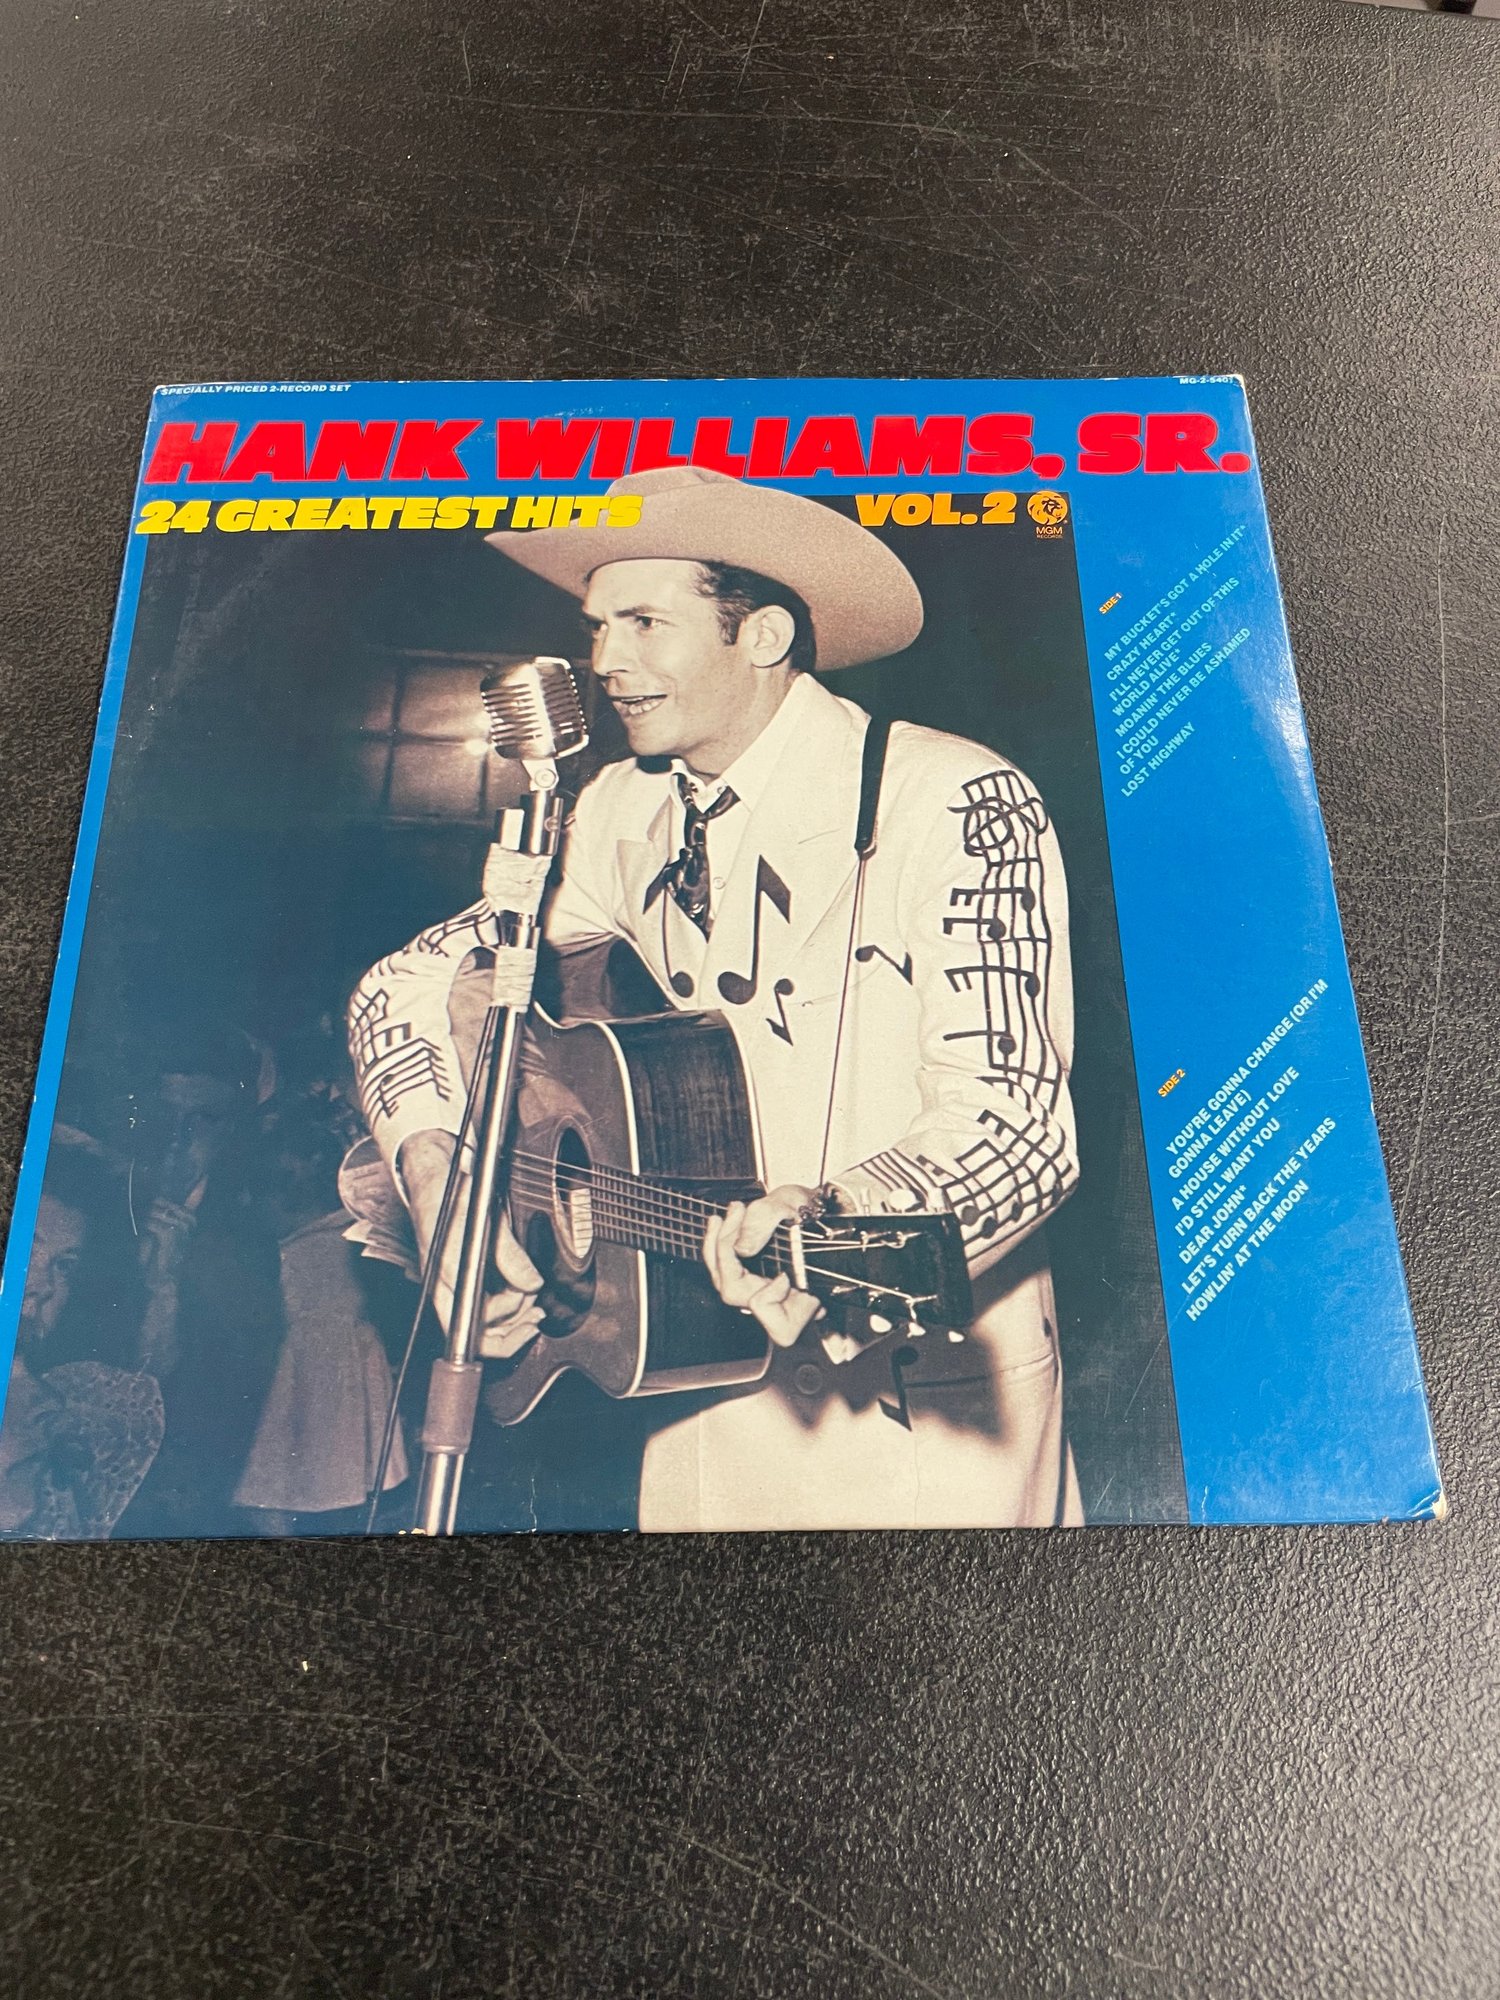 SPECIALLY PRICED 2-RECORD SET
MG-2-5401
HANK WILLIAMS, SR.
24 GREATEST HITS
VOL. 2
MGM
RECORDS
SIDE 1
MY BUCKET'S GOT A HOLE IN IT*
CRAZY HEART*
I'LL NEVER GET OUT OF THIS
WORLD ALIVE*
MOANIN' THE BLUES
I COULD NEVER BE ASHAMED
OF YOU
LOST HIGHWAY
SIDE 2
YOU'RE GONNA CHANGE (OR I'M
GONNA LEAVE)
A HOUSE WITHOUT LOVE
I'D STILL WANT YOU
DEAR JOHN*
LET'S TURN BACK THE YEARS
HOWLIN' AT THE MOON